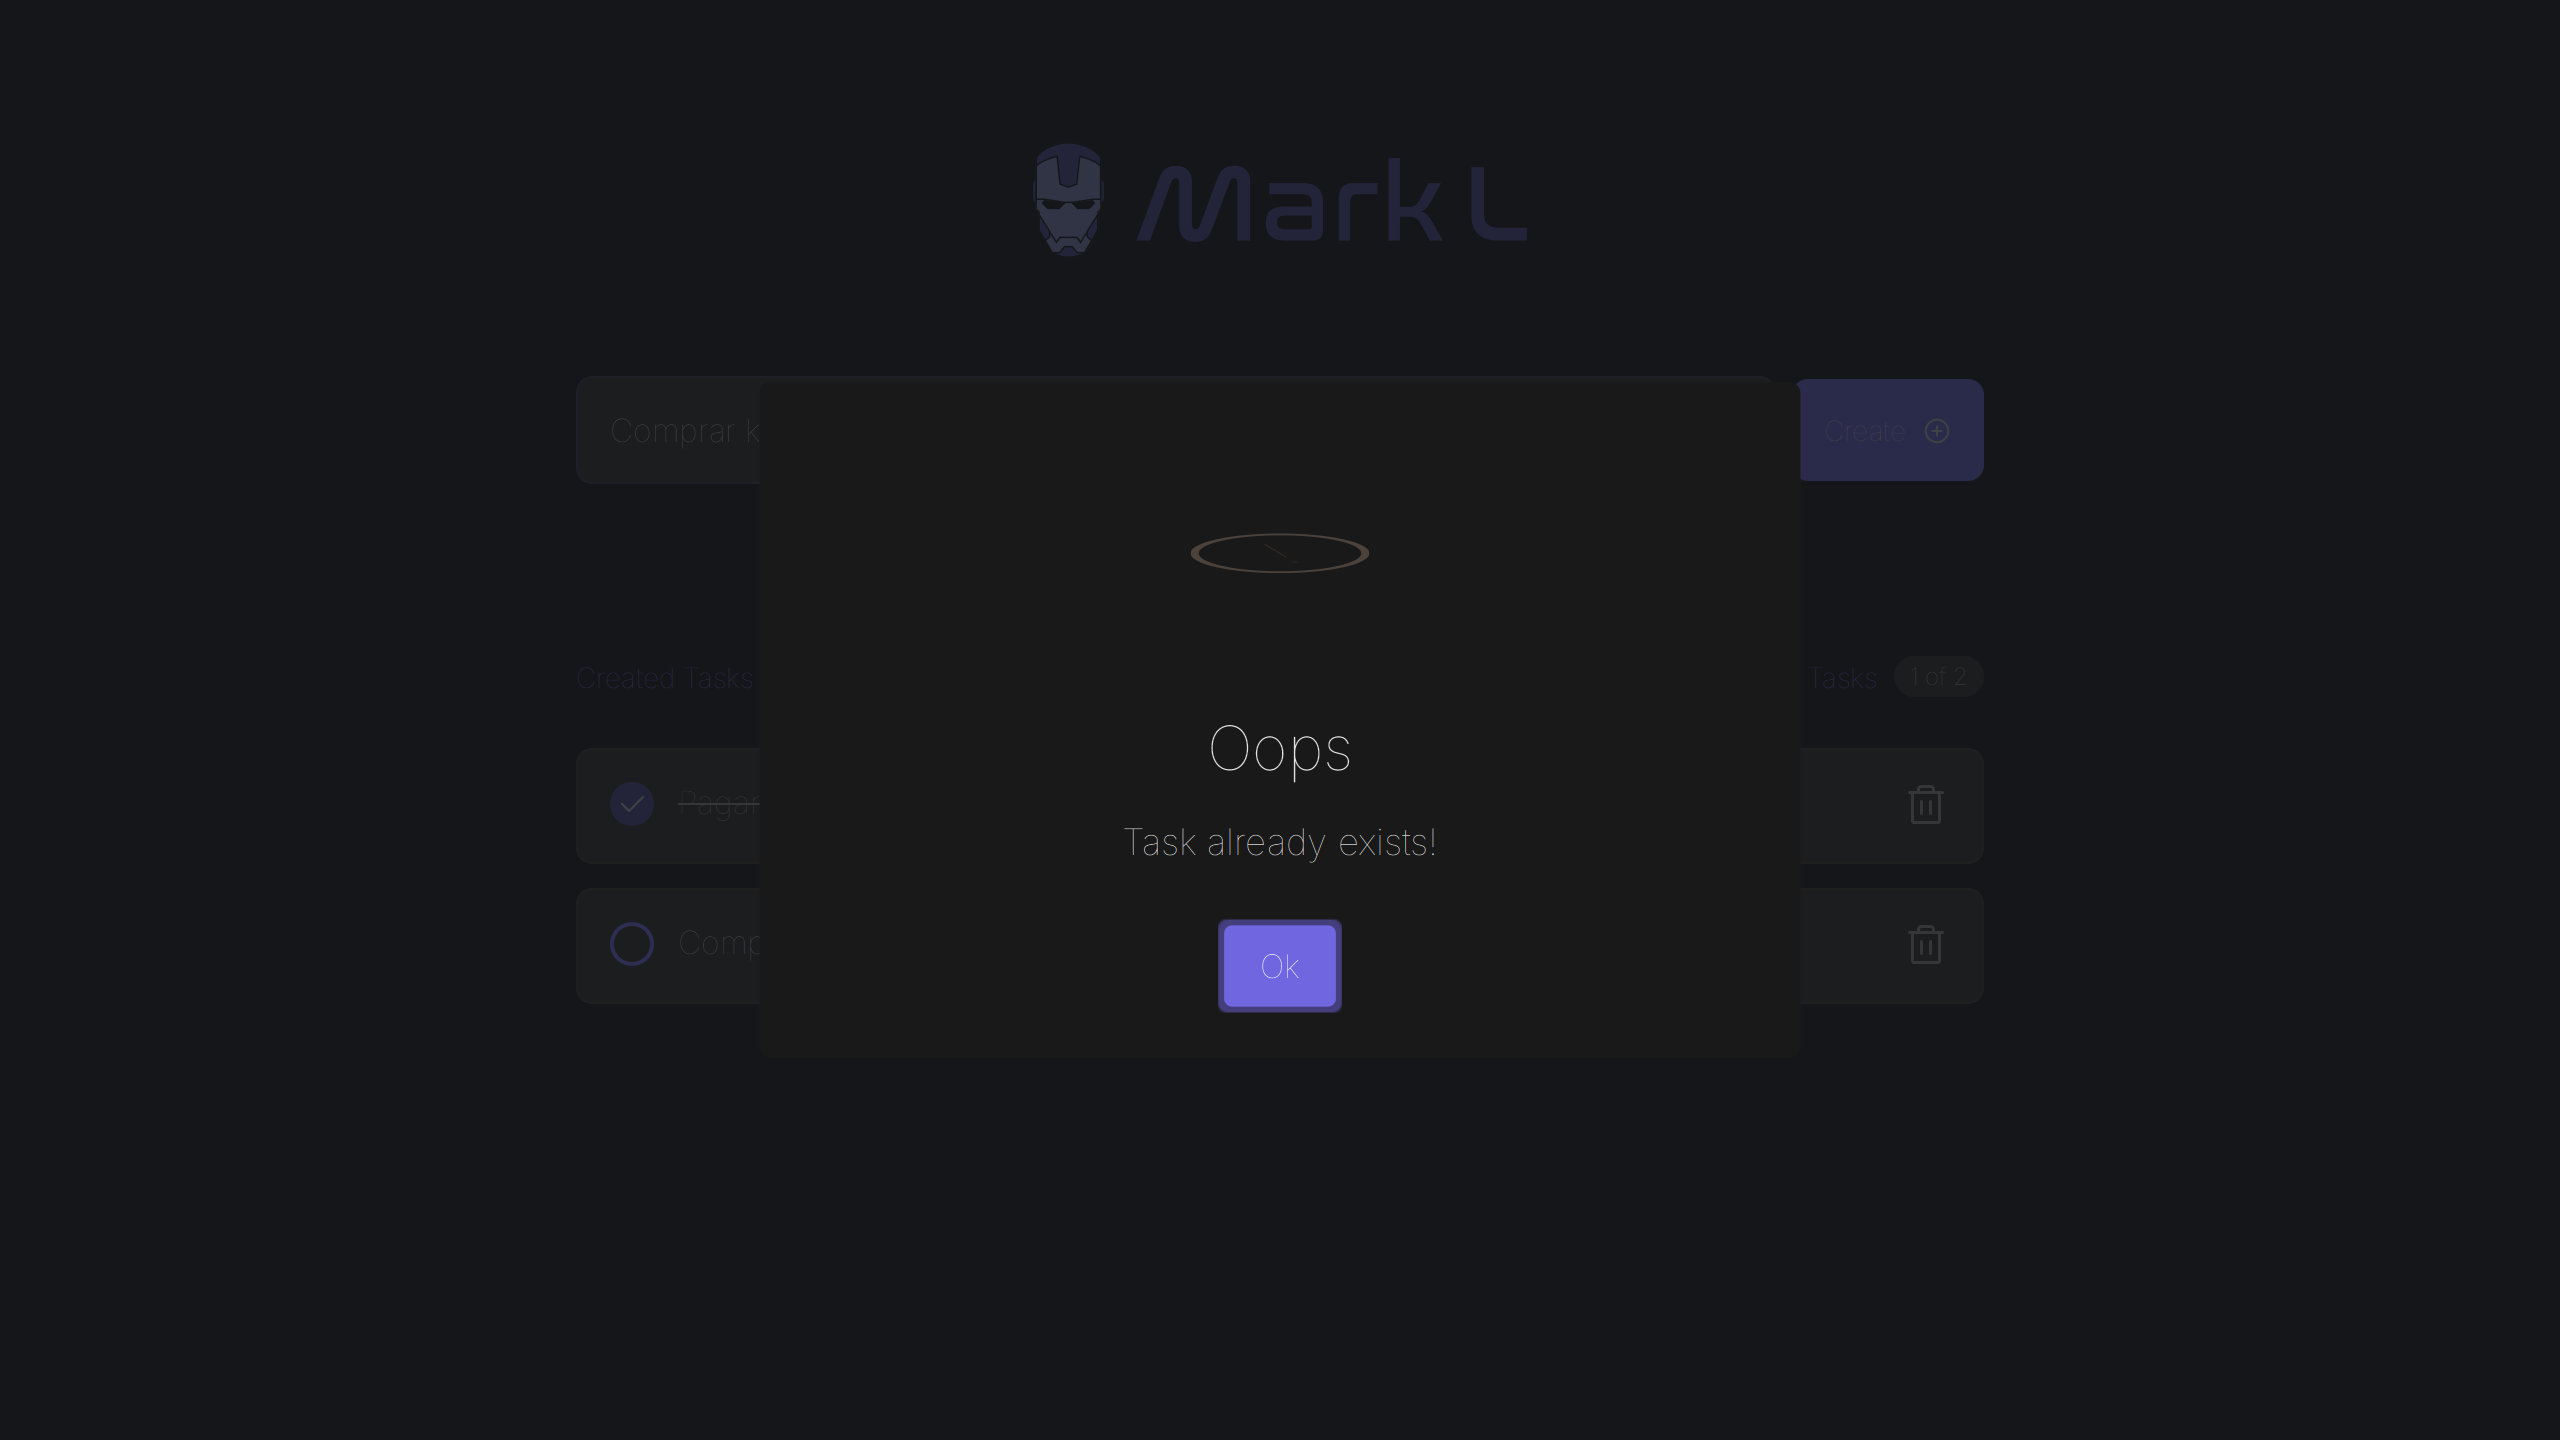 Mark L
Comprar k
Create
Created Tasks
Tasks 1 of 2
Pagar
Comp
Oops
Task already exists!
Ok